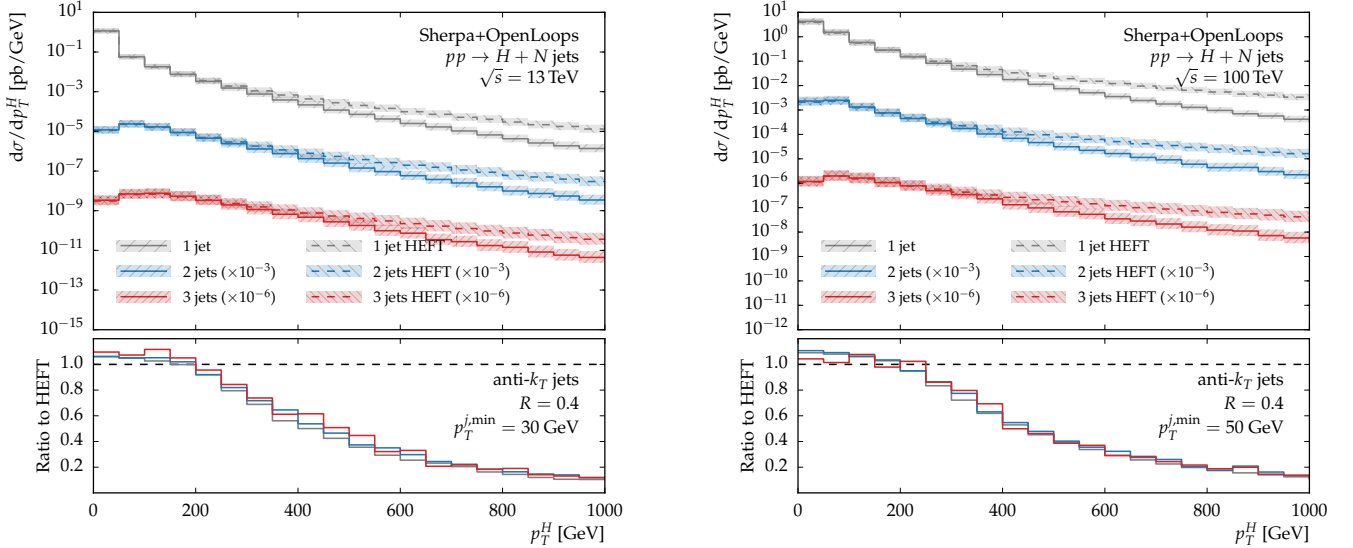 10^1
10^-1
10^-3
10^-5
10^-7
10^-9
10^-11
10^-13
10^-15
dσ/dp_T^H [pb/GeV]
Sherpa+OpenLoops
pp → H + N jets
√s = 13 TeV
1 jet
2 jets (×10^-3)
3 jets (×10^-6)
1 jet HEFT
2 jets HEFT (×10^-3)
3 jets HEFT (×10^-6)
1.0
0.8
0.6
0.4
0.2
Ratio to HEFT
anti-k_T jets
R = 0.4
p_T^{j,min} = 30 GeV
0 200 400 600 800 1000
p_T^H [GeV]
10^1
10^0
10^-1
10^-2
10^-3
10^-4
10^-5
10^-6
10^-7
10^-8
10^-9
10^-10
10^-11
10^-12
dσ/dp_T^H [pb/GeV]
Sherpa+OpenLoops
pp → H + N jets
√s = 100 TeV
1 jet
2 jets (×10^-3)
3 jets (×10^-6)
1 jet HEFT
2 jets HEFT (×10^-3)
3 jets HEFT (×10^-6)
1.0
0.8
0.6
0.4
0.2
Ratio to HEFT
anti-k_T jets
R = 0.4
p_T^{j,min} = 50 GeV
0 200 400 600 800 1000
p_T^H [GeV]